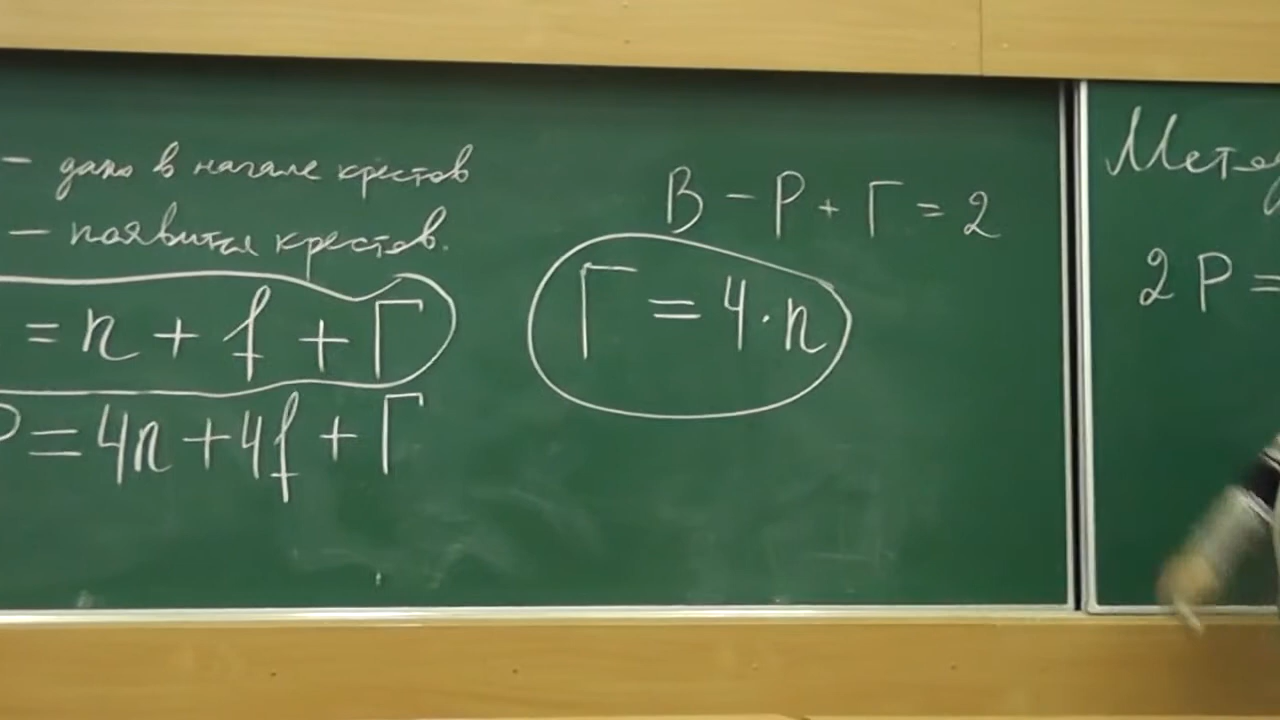 — дано в начале крестов
— появится крестов.
= n + f + Г
P = 4n + 4f + Г
В − Р + Г = 2
Г = 4 · n
2 Р =